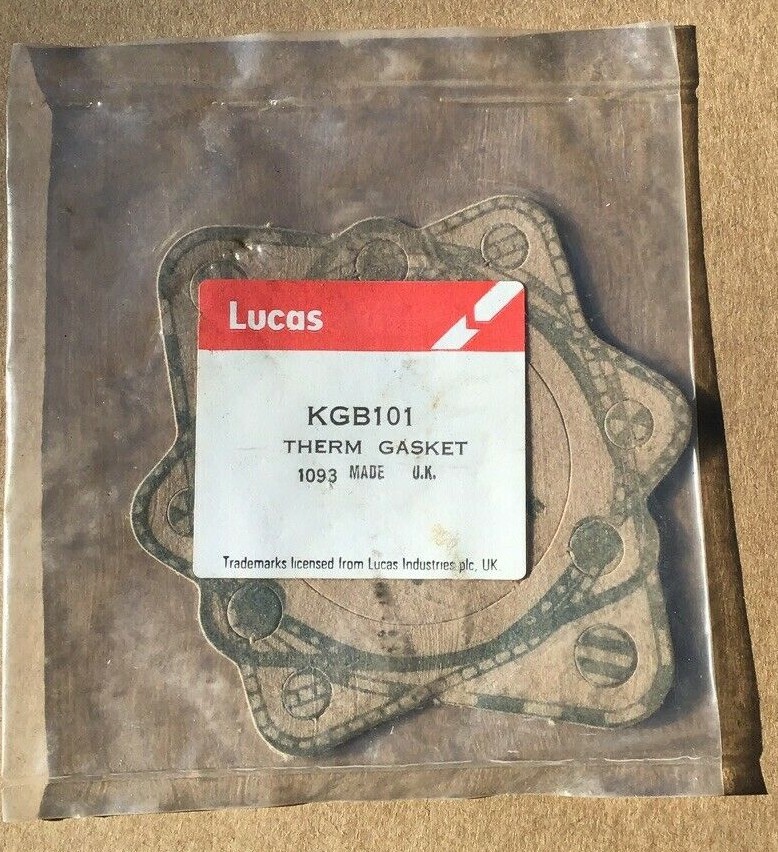 Lucas
KGB101
THERM GASKET
1093 MADE U.K.
Trademarks licensed from Lucas Industries plc, UK